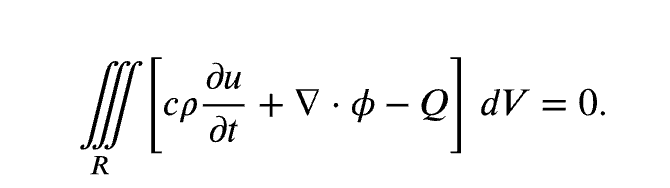 ∭_R [cρ ∂u/∂t + ∇ · ϕ − Q] dV = 0.